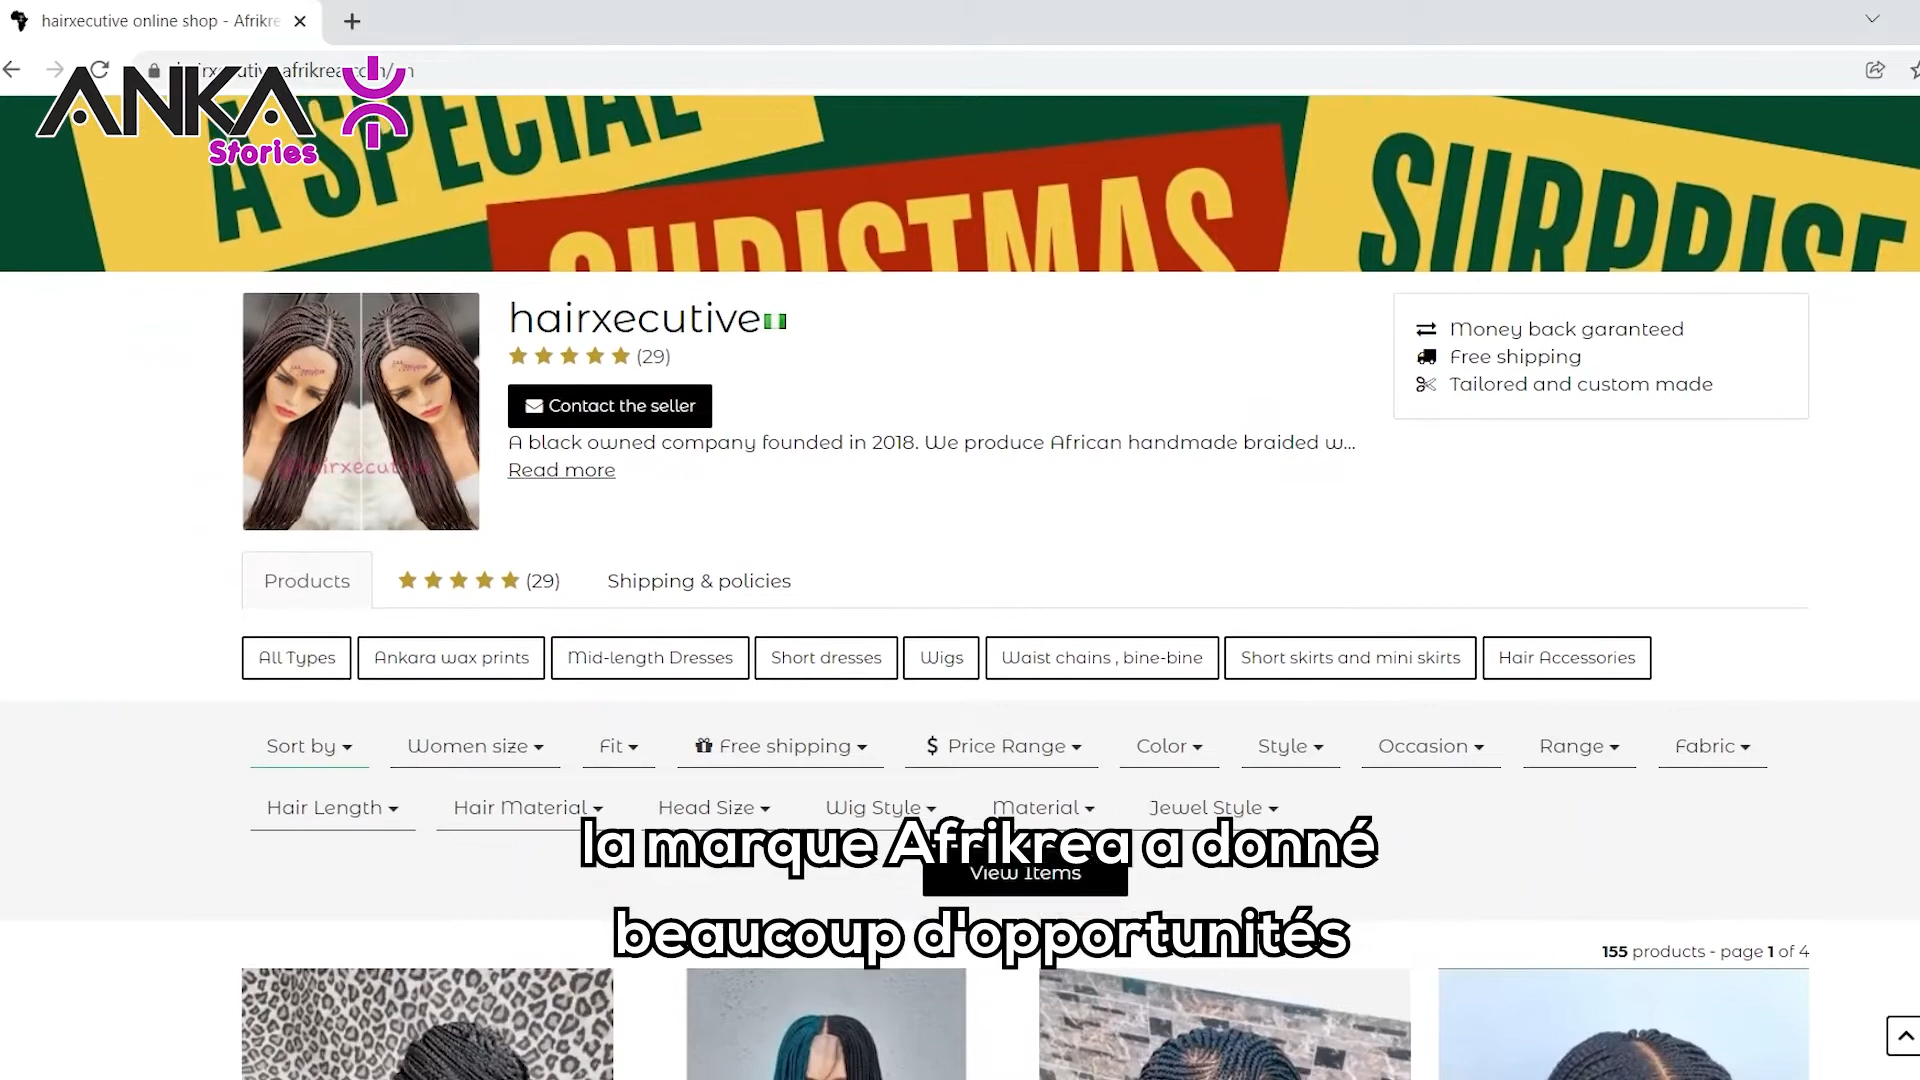 hairxecutive online shop - Afrikre
ANKA
Stories
A SPECIAL
CHRISTMAS
SURPRISE
hairxecutive
(29)
Contact the seller
A black owned company founded in 2018. We produce African handmade braided w...
Read more
Money back garanteed
Free shipping
Tailored and custom made
Products
(29)
Shipping & policies
All Types
Ankara wax prints
Mid-length Dresses
Short dresses
Wigs
Waist chains , bine-bine
Short skirts and mini skirts
Hair Accessories
Sort by
Women size
Fit
Free shipping
$ Price Range
Color
Style
Occasion
Range
Fabric
Hair Length
Hair Material
Head Size
Wig Style
Material
Jewel Style
la marque Afrikrea a donné
View Items
beaucoup d'opportunités
155 products - page 1 of 4